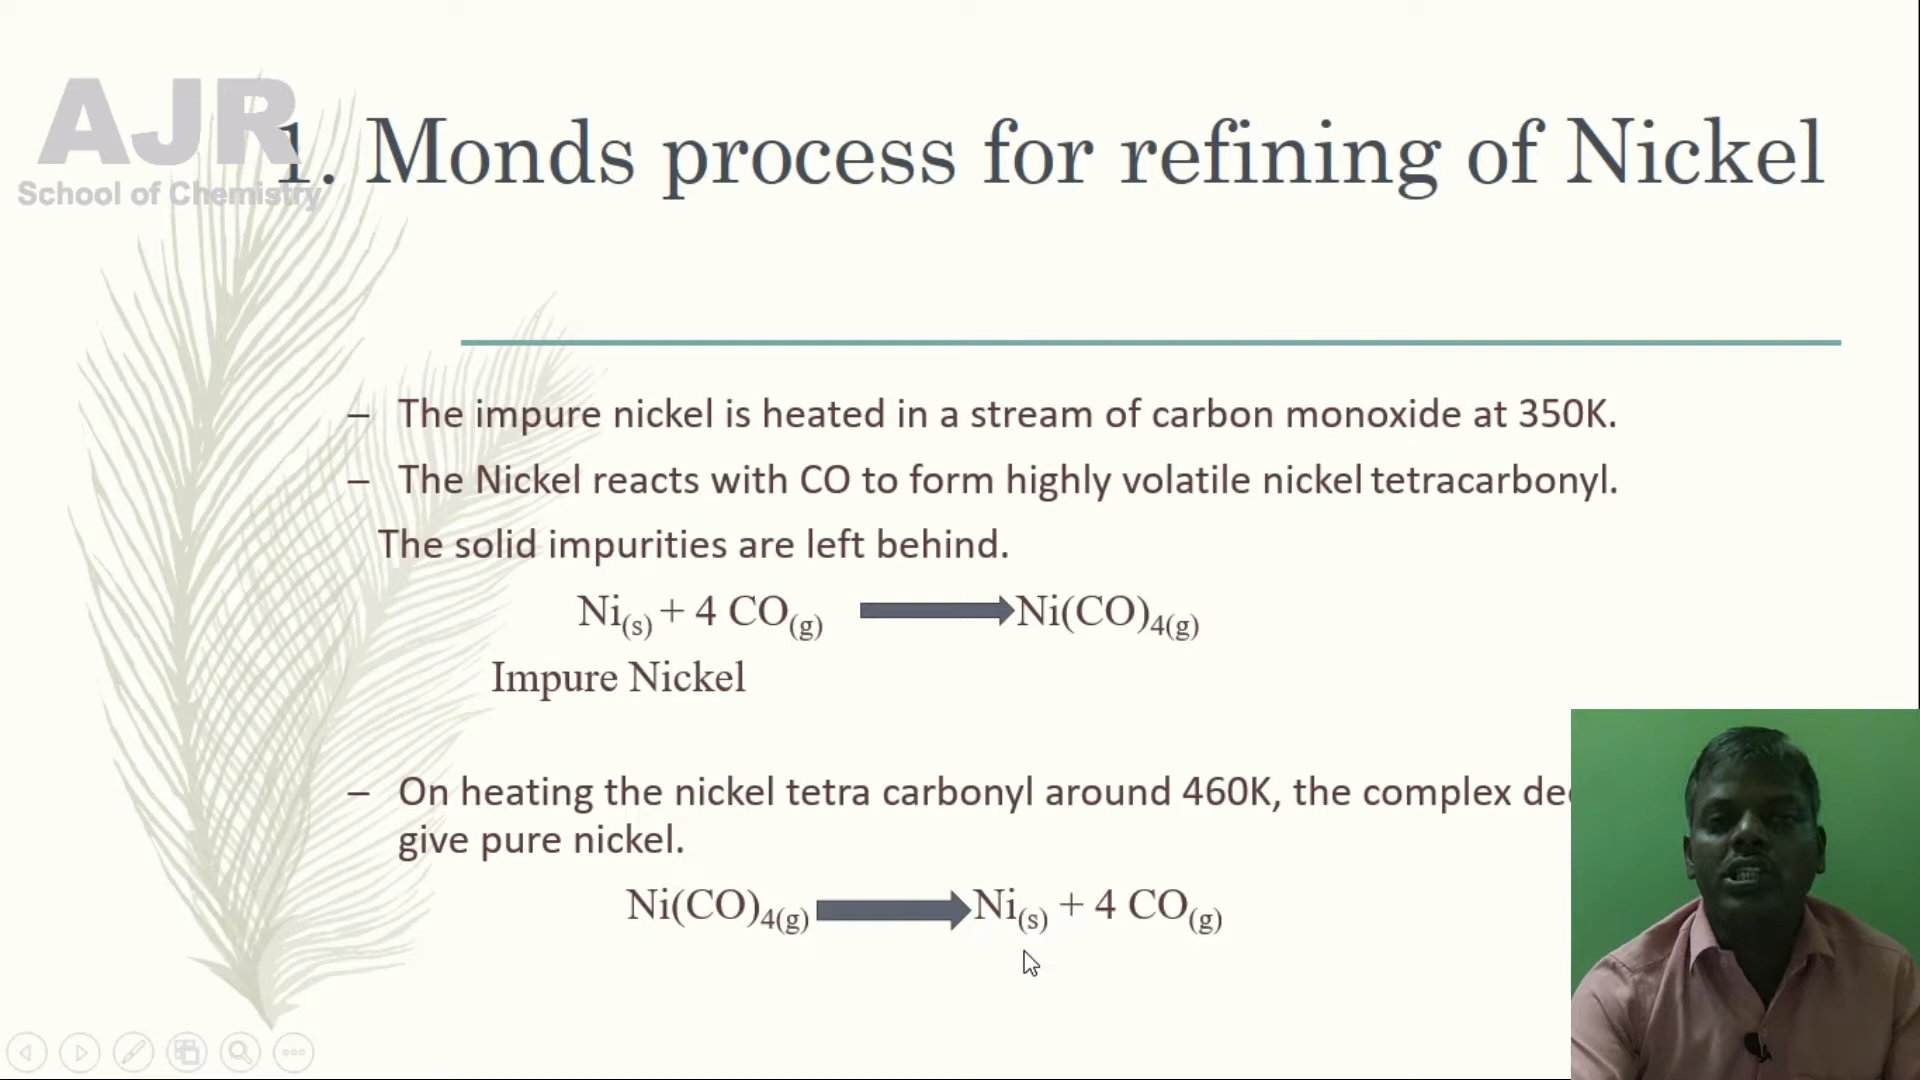 AJR
School of Chemistry
1. Monds process for refining of Nickel
– The impure nickel is heated in a stream of carbon monoxide at 350K.
– The Nickel reacts with CO to form highly volatile nickel tetracarbonyl.
The solid impurities are left behind.
Ni(s) + 4 CO(g) Ni(CO)4(g)
Impure Nickel
– On heating the nickel tetra carbonyl around 460K, the complex
give pure nickel.
Ni(CO)4(g) Ni(s) + 4 CO(g)